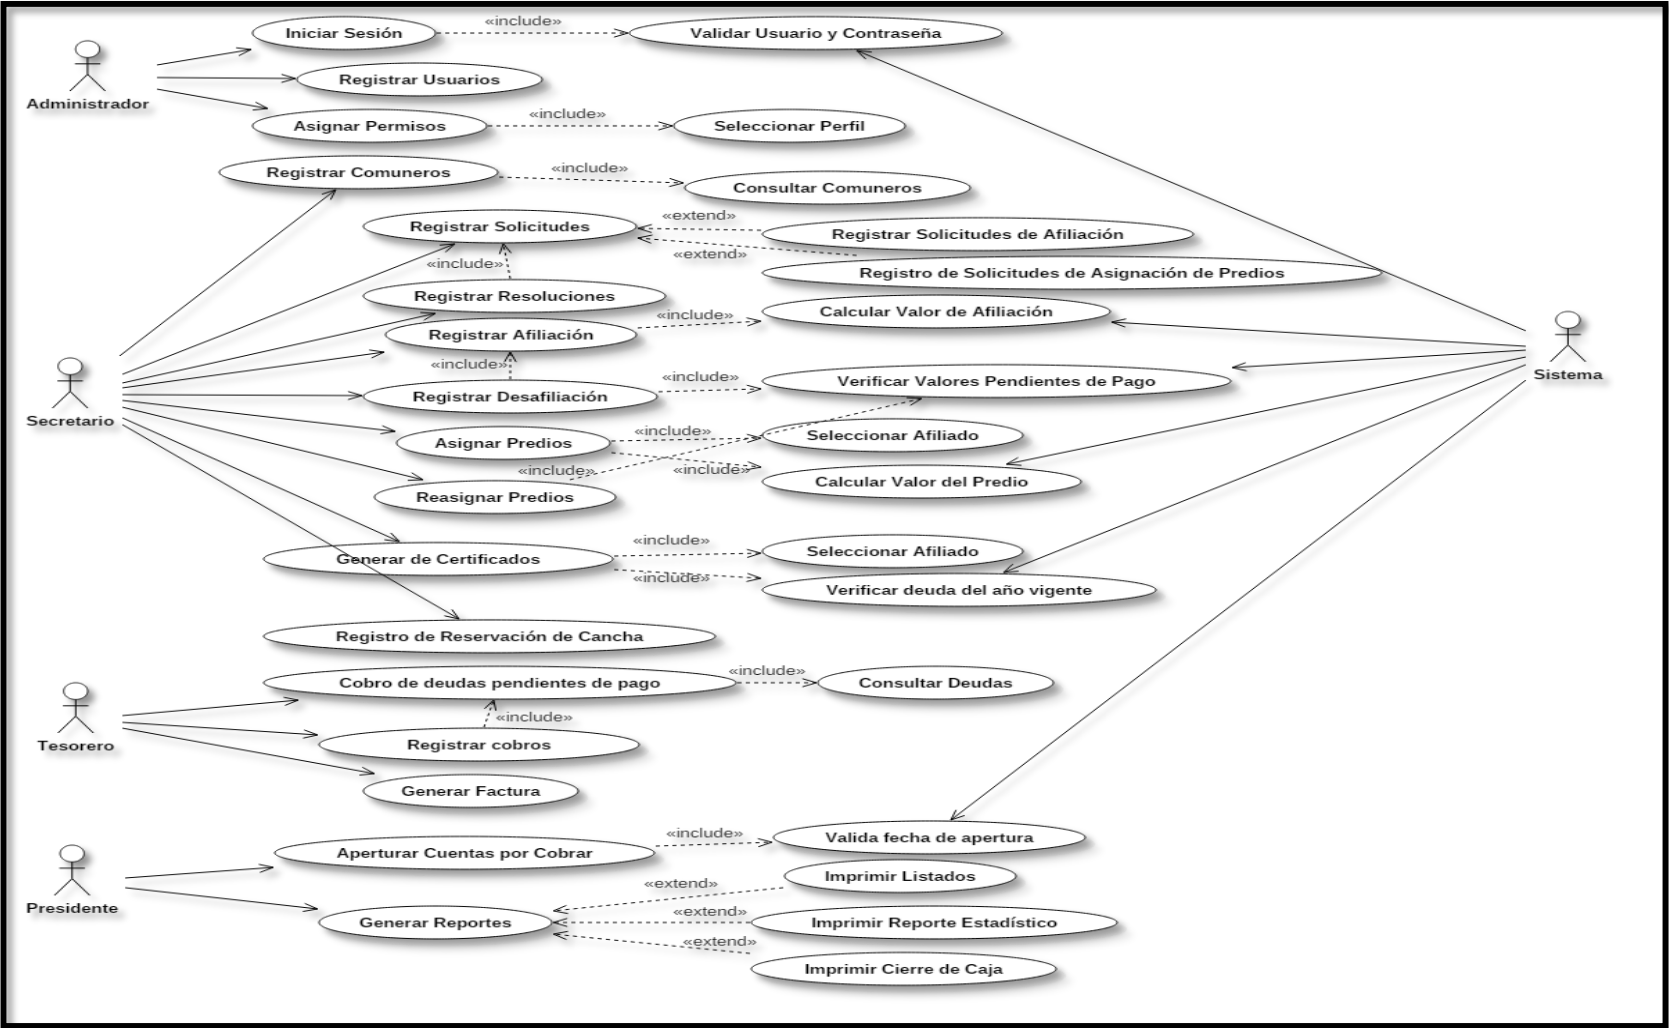 «include»
Iniciar Sesión
Validar Usuario y Contraseña
Registrar Usuarios
Administrador
«include»
Asignar Permisos
Seleccionar Perfil
«include»
Registrar Comuneros
Consultar Comuneros
«extend»
Registrar Solicitudes
Registrar Solicitudes de Afiliación
«extend»
«include»
Registro de Solicitudes de Asignación de Predios
Registrar Resoluciones
«include»
Calcular Valor de Afiliación
Registrar Afiliación
«include»
Sistema
«include»
Verificar Valores Pendientes de Pago
Registrar Desafiliación
Secretario
«include»
Asignar Predios
Seleccionar Afiliado
«include»
«include»
Calcular Valor del Predio
Reasignar Predios
«include»
Generar de Certificados
Seleccionar Afiliado
«include»
Verificar deuda del año vigente
Registro de Reservación de Cancha
«include»
Cobro de deudas pendientes de pago
Consultar Deudas
«include»
Tesorero
Registrar cobros
Generar Factura
«include»
Valida fecha de apertura
Aperturar Cuentas por Cobrar
Imprimir Listados
«extend»
Presidente
«extend»
Generar Reportes
Imprimir Reporte Estadístico
«extend»
Imprimir Cierre de Caja